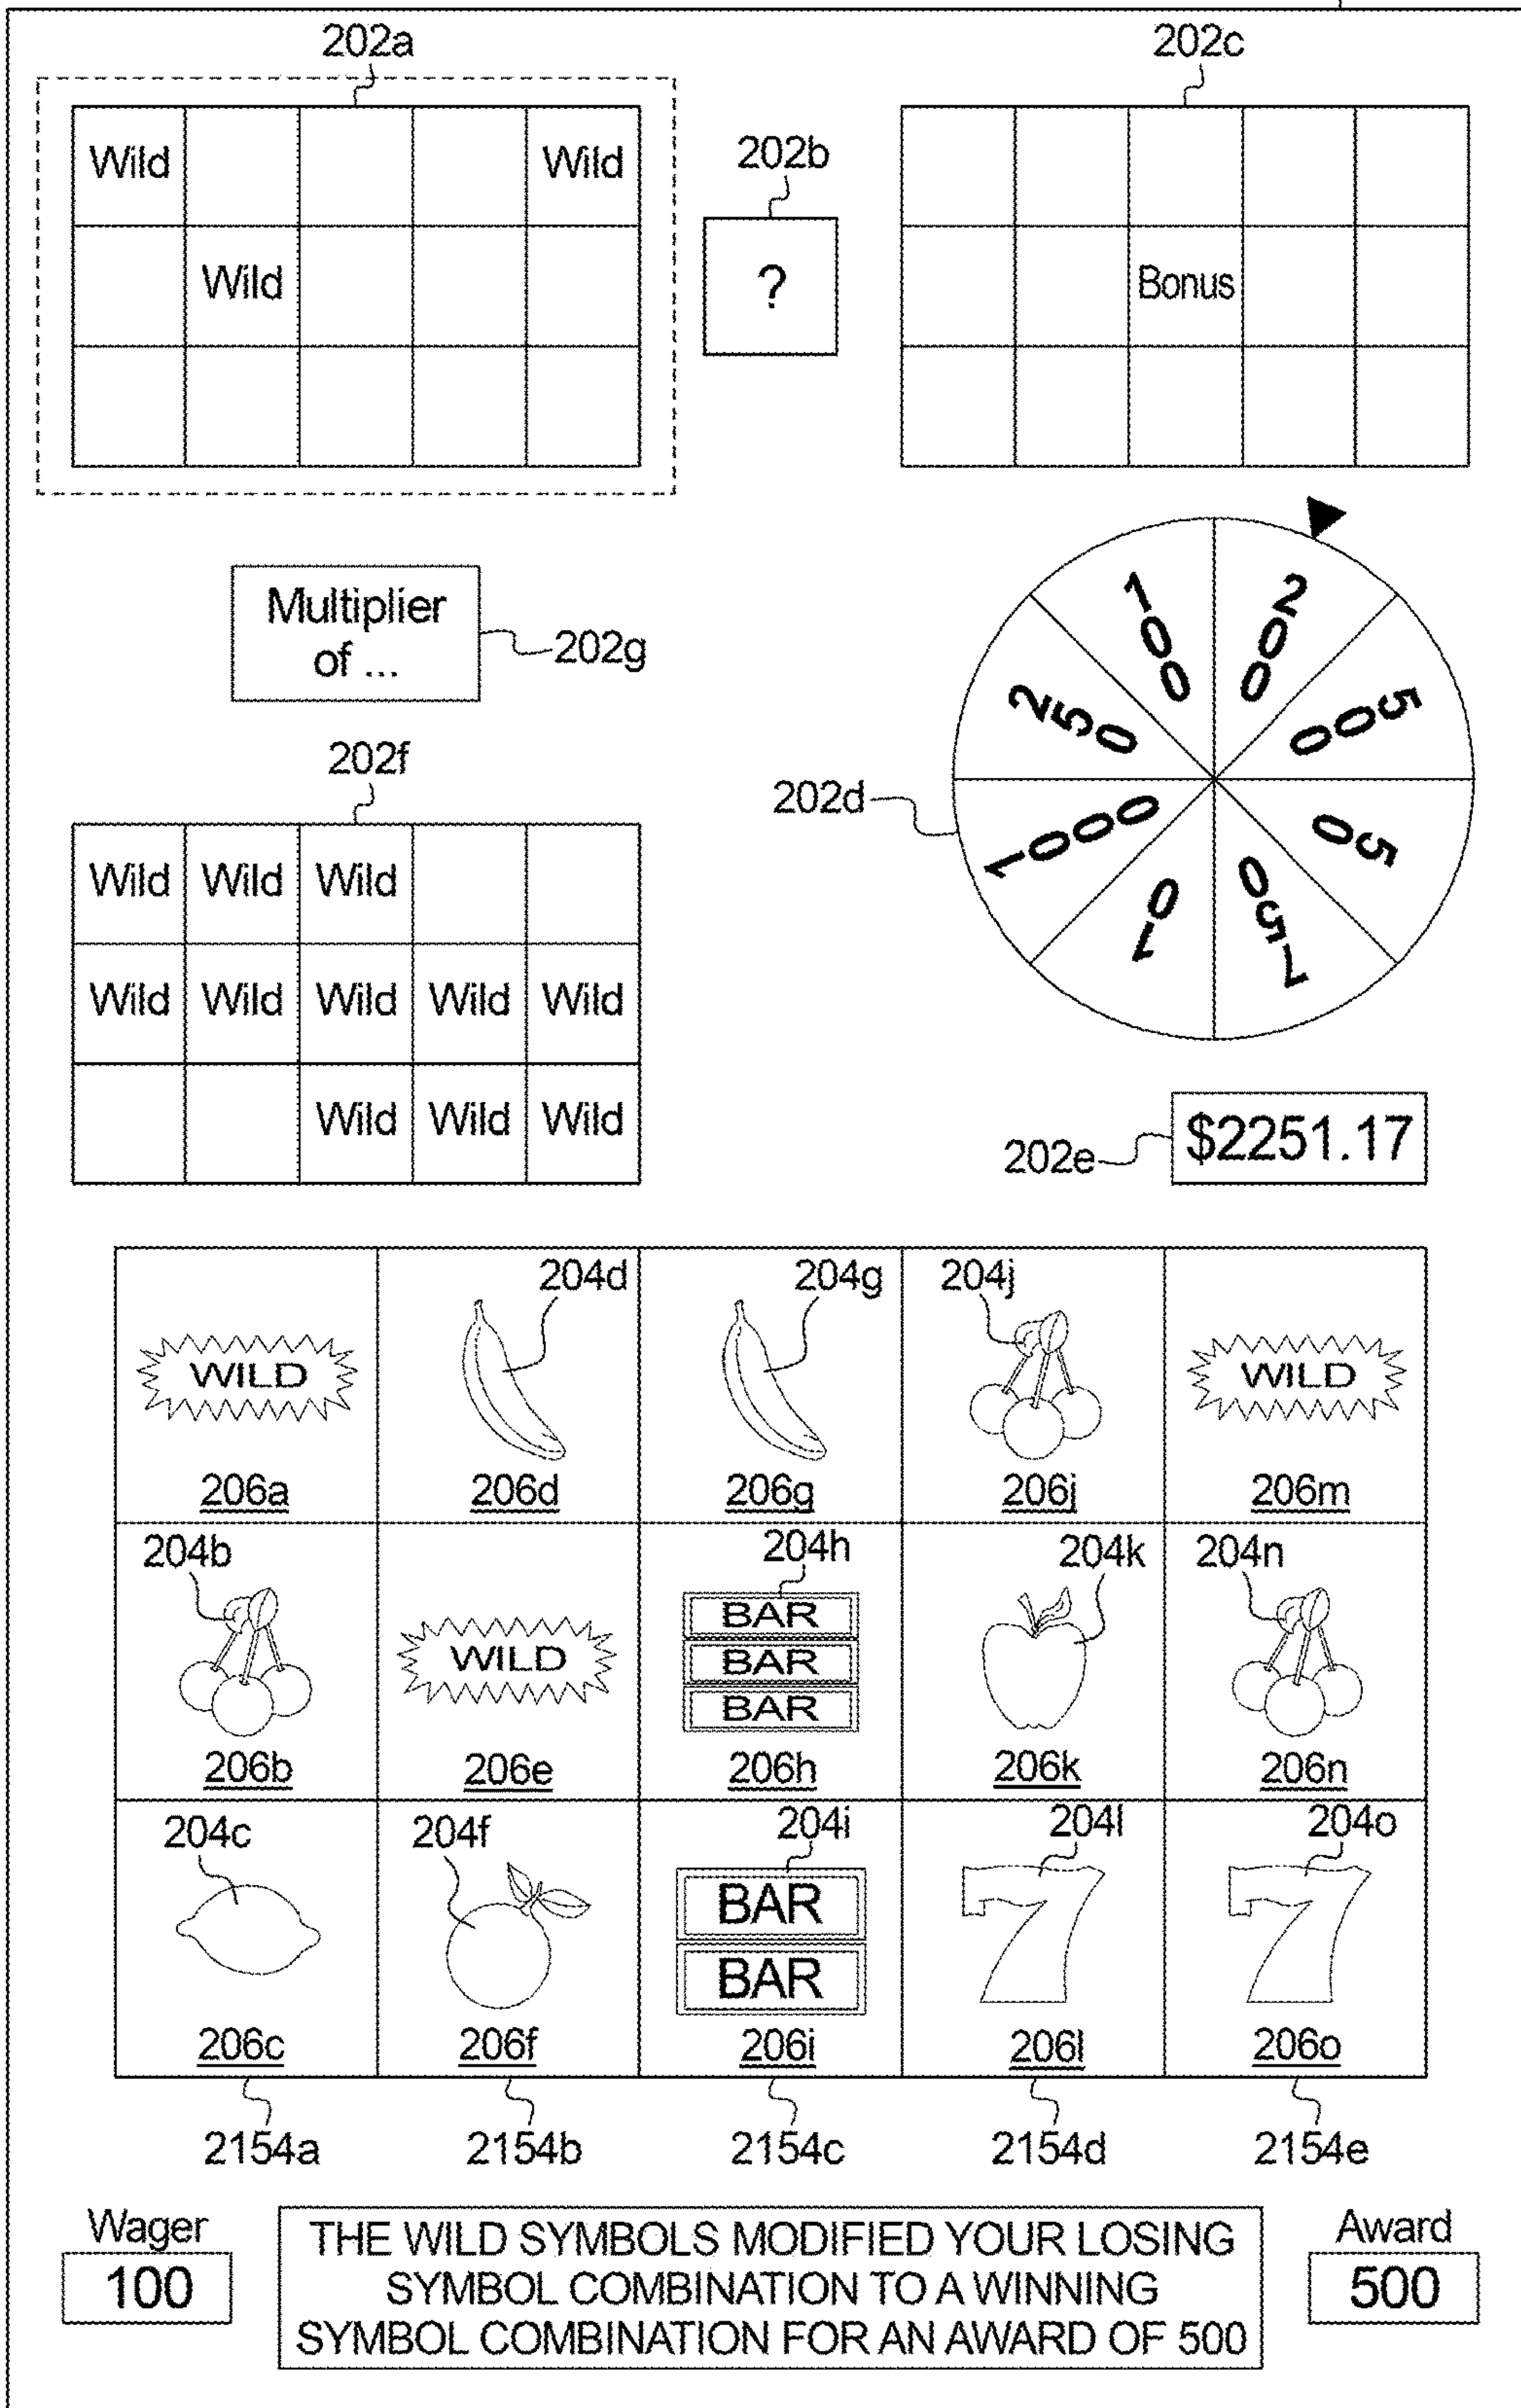 202a
202c
Wild Wild
202b
Wild
?
Bonus
Multiplier
of ...
202g
100
200
250
500
202f
202d
1000
50
10
750
Wild Wild Wild
Wild Wild Wild Wild Wild
Wild Wild Wild
202e
$2251.17
204d 204g 204j
WILD WILD
206a 206d 206g 206j 206m
204b 204h 204k 204n
BAR
WILD BAR
BAR
206b 206e 206h 206k 206n
204c 204f 204i 204l 204o
BAR 7 7
BAR
206c 206f 206i 206l 206o
2154a 2154b 2154c 2154d 2154e
Wager
100
THE WILD SYMBOLS MODIFIED YOUR LOSING
SYMBOL COMBINATION TO A WINNING
SYMBOL COMBINATION FOR AN AWARD OF 500
Award
500